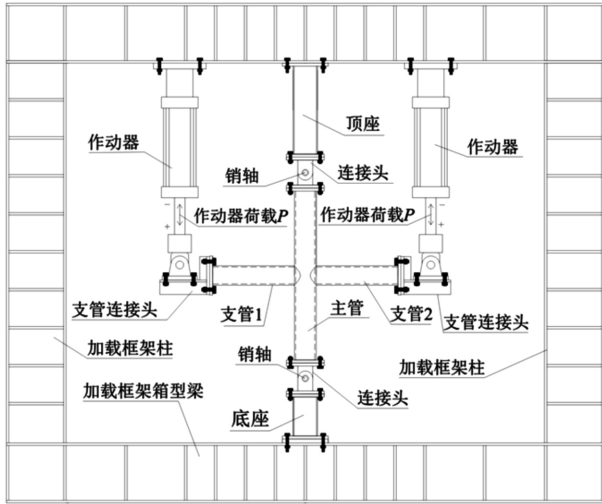 顶座
作动器
作动器
销轴
连接头
作动器荷载P
作动器荷载P
－
＋
－
＋
支管连接头
支管1
主管
支管2
支管连接头
加载框架柱
销轴
加载框架柱
加载框架箱型梁
连接头
底座